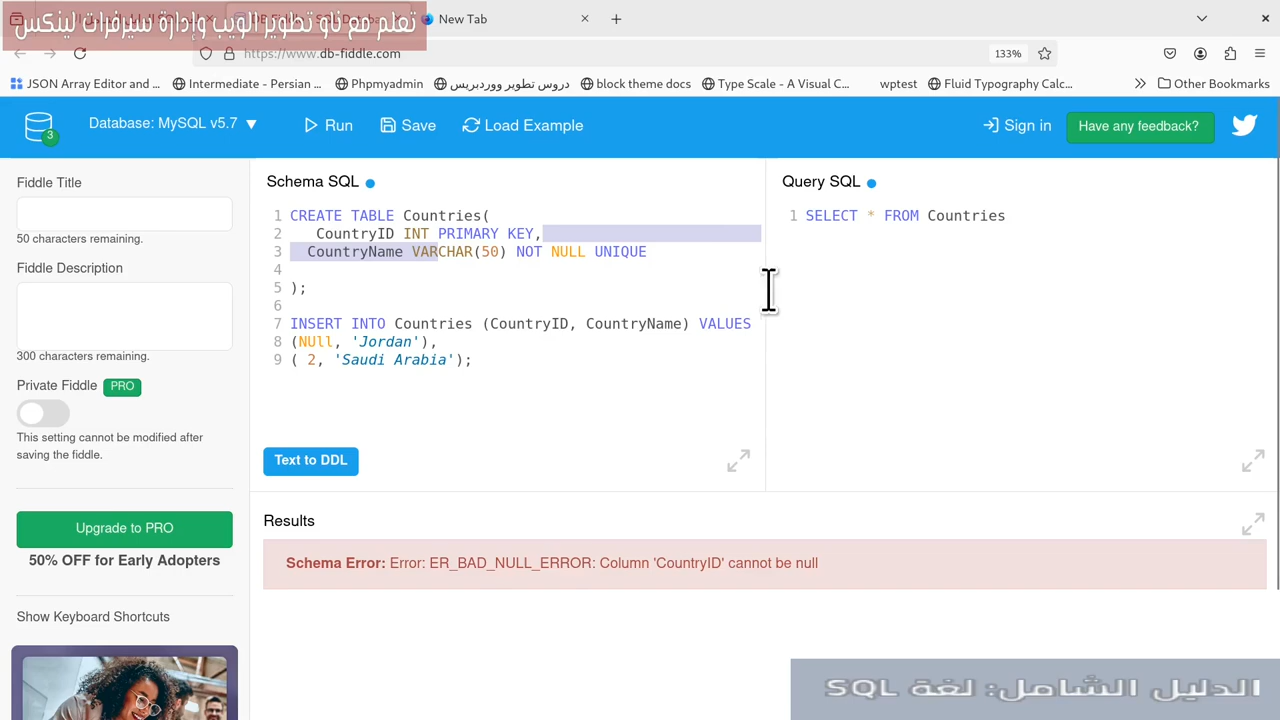 تعلم مع ناو تطوير الويب وإدارة سيرفرات لينكس
New Tab
https://www.db-fiddle.com
133%
JSON Array Editor and ...
Intermediate - Persian ...
Phpmyadmin
دروس تطوير ووردبريس
block theme docs
Type Scale - A Visual C...
wptest
Fluid Typography Calc...
Other Bookmarks
3
Database: MySQL v5.7
Run
Save
Load Example
Sign in
Have any feedback?
Fiddle Title
50 characters remaining.
Fiddle Description
300 characters remaining.
Private Fiddle PRO
This setting cannot be modified after
saving the fiddle.
Upgrade to PRO
50% OFF for Early Adopters
Show Keyboard Shortcuts
Schema SQL
1 CREATE TABLE Countries(
2 CountryID INT PRIMARY KEY,
3 CountryName VARCHAR(50) NOT NULL UNIQUE
4
5 );
6
7 INSERT INTO Countries (CountryID, CountryName) VALUES
8 (NUll, 'Jordan'),
9 ( 2, 'Saudi Arabia');
Text to DDL
Query SQL
1 SELECT * FROM Countries
Results
Schema Error: Error: ER_BAD_NULL_ERROR: Column 'CountryID' cannot be null
الدليل الشامل: لغة SQL